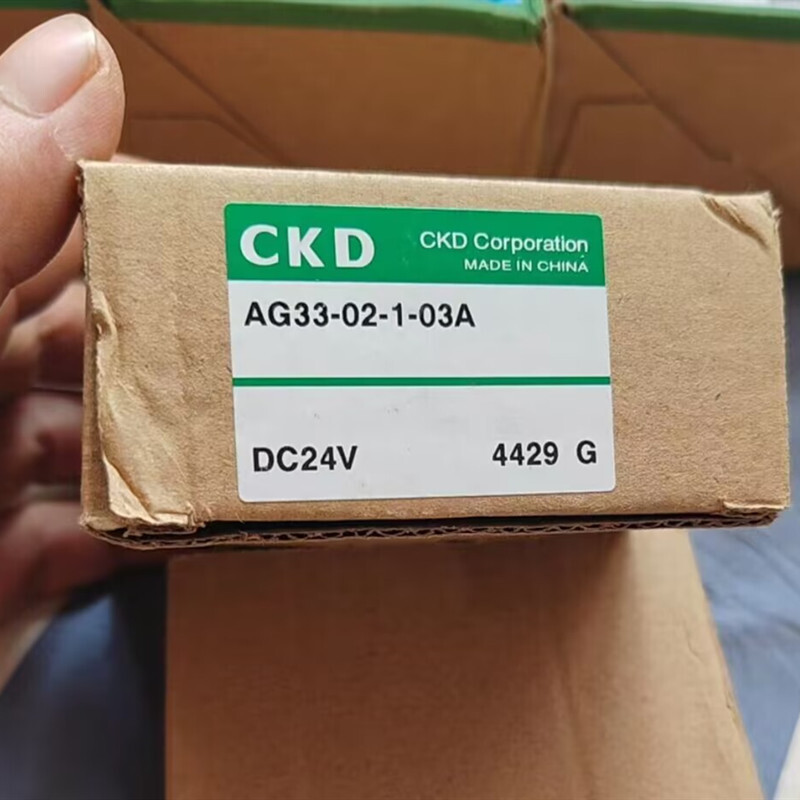 CKD
CKD Corporation
MADE IN CHINA
AG33-02-1-03A
DC24V 4429 G